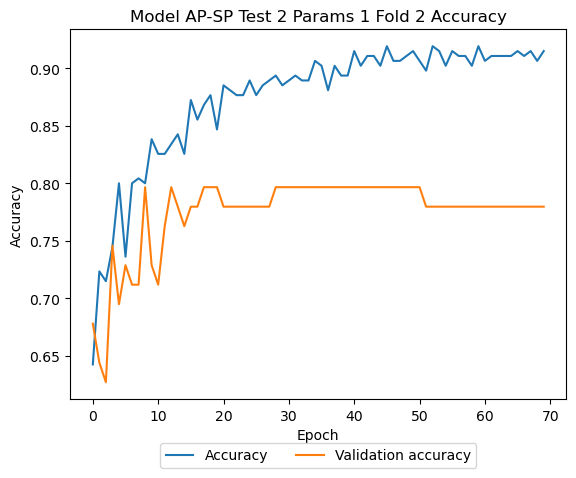 Model AP-SP Test 2 Params 1 Fold 2 Accuracy
Accuracy
0.90
0.85
0.80
0.75
0.70
0.65
0 10 20 30 40 50 60 70
Epoch
Accuracy Validation accuracy